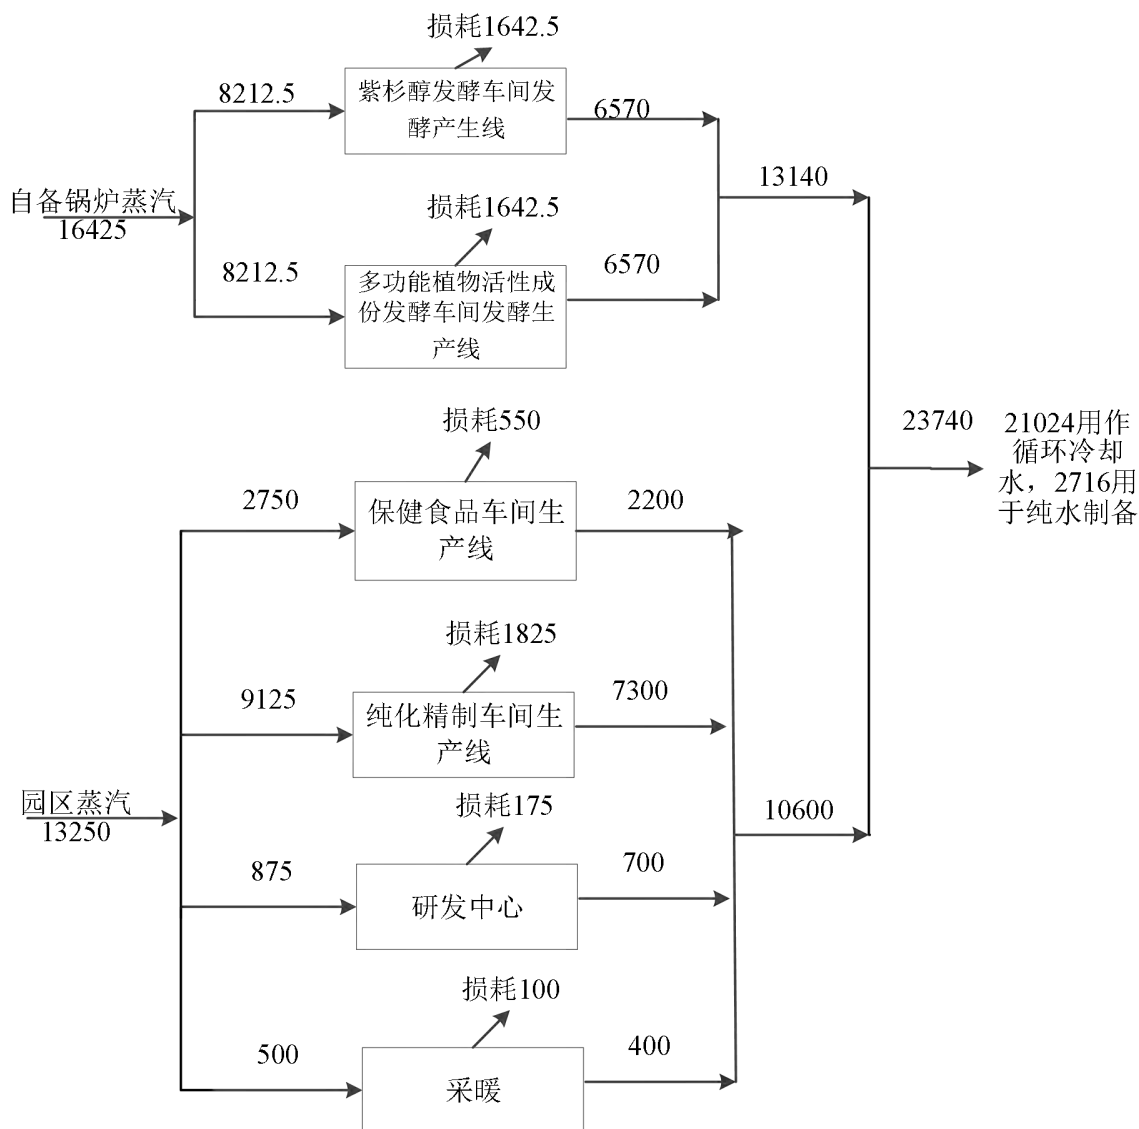 损耗1642.5
8212.5
紫杉醇发酵车间发
酵产生线
6570
13140
自备锅炉蒸汽
16425
损耗1642.5
8212.5
多功能植物活性成
份发酵车间发酵生
产线
6570
损耗550
2750
保健食品车间生
产线
2200
23740
21024用作
循环冷却
水，2716用
于纯水制备
损耗1825
9125
纯化精制车间生
产线
7300
园区蒸汽
13250
损耗175
875
研发中心
700
10600
损耗100
500
采暖
400